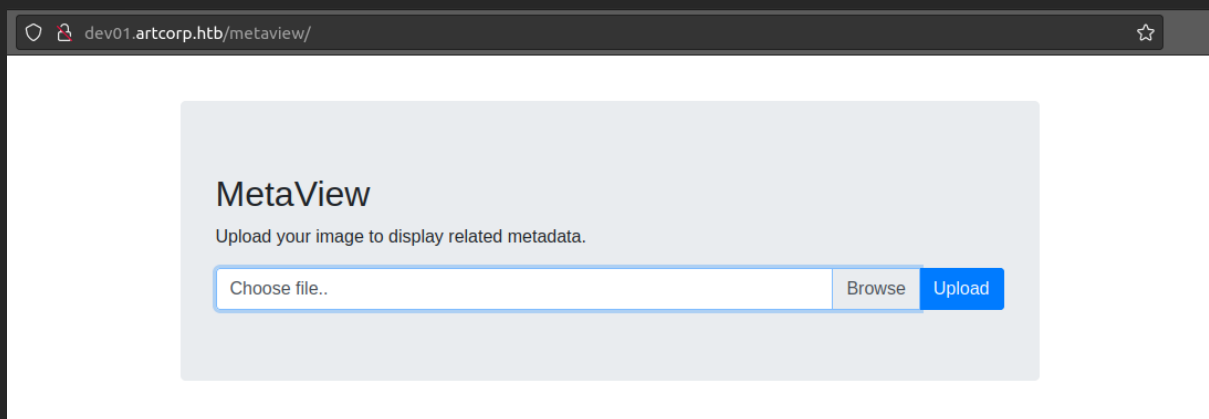 dev01.artcorp.htb/metaview/
MetaView
Upload your image to display related metadata.
Choose file.. Browse Upload